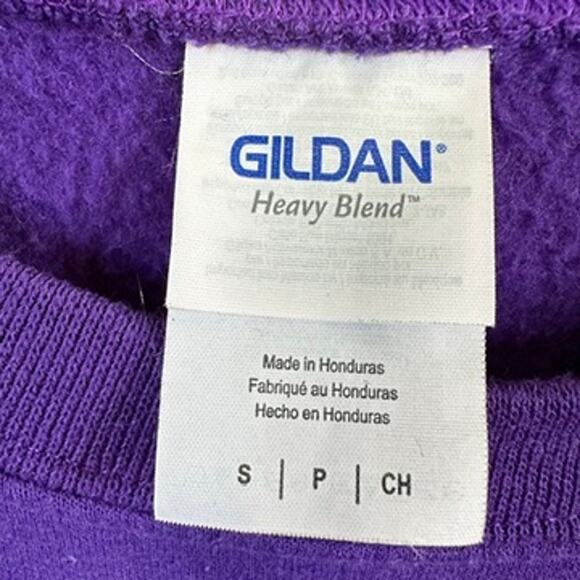 GILDAN®
Heavy Blend™
Made in Honduras
Fabriqué au Honduras
Hecho en Honduras
S | P | CH